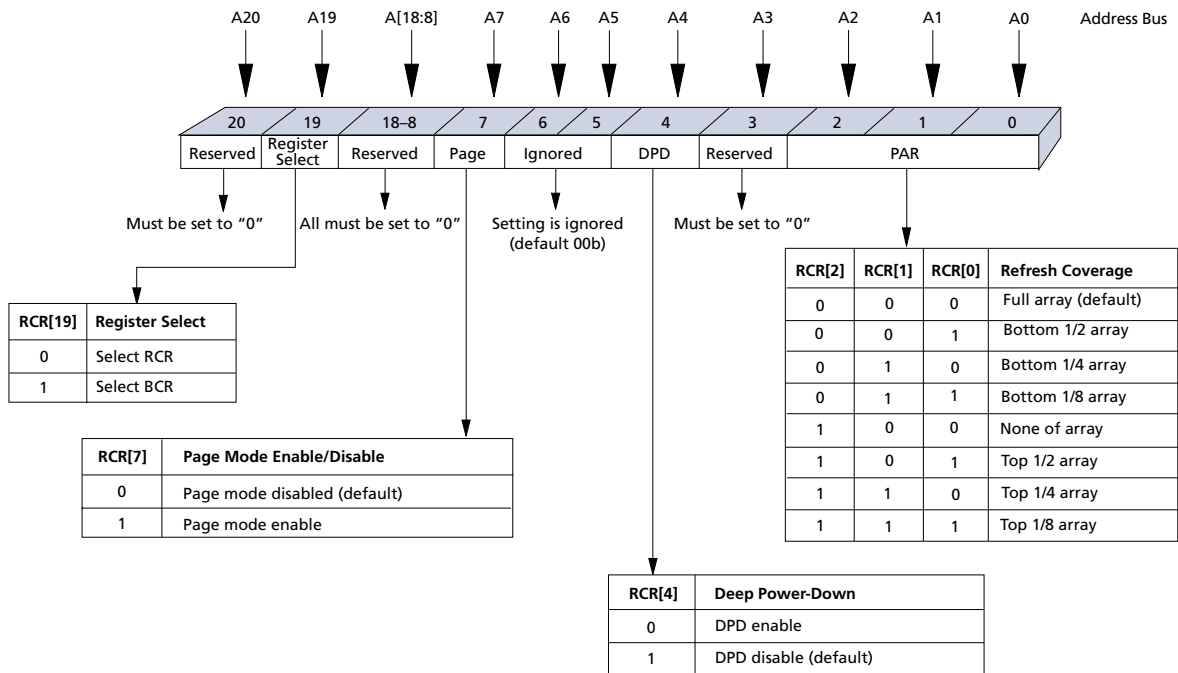 A20 A19 A[18:8] A7 A6 A5 A4 A3 A2 A1 A0 Address Bus
20 19 18–8 7 6 5 4 3 2 1 0
Reserved Register Select Reserved Page Ignored DPD Reserved PAR
Must be set to “0”
All must be set to “0”
Setting is ignored
(default 00b)
Must be set to “0”
RCR[19] Register Select
0 Select RCR
1 Select BCR
RCR[2] RCR[1] RCR[0] Refresh Coverage
0 0 0 Full array (default)
0 0 1 Bottom 1/2 array
0 1 0 Bottom 1/4 array
0 1 1 Bottom 1/8 array
1 0 0 None of array
1 0 1 Top 1/2 array
1 1 0 Top 1/4 array
1 1 1 Top 1/8 array
RCR[7] Page Mode Enable/Disable
0 Page mode disabled (default)
1 Page mode enable
RCR[4] Deep Power-Down
0 DPD enable
1 DPD disable (default)